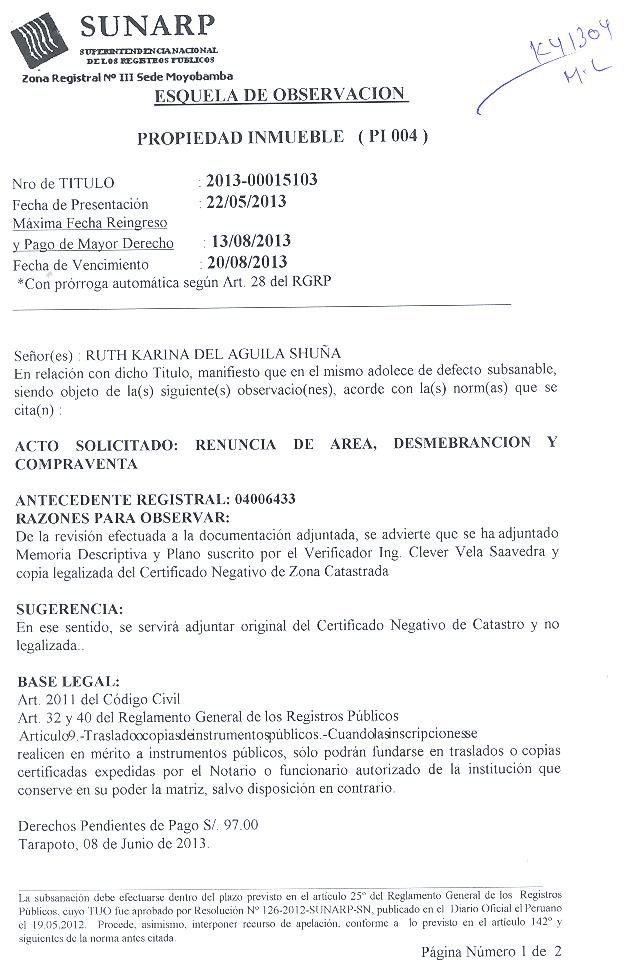 SUNARP
SUPERINTENDENCIA NACIONAL
DE LOS REGISTROS PUBLICOS
Zona Registral Nº III Sede Moyobamba
K41304
M.L
ESQUELA DE OBSERVACION
PROPIEDAD INMUEBLE ( PI 004 )
Nro de TITULO : 2013-00015103
Fecha de Presentación : 22/05/2013
Máxima Fecha Reingreso
y Pago de Mayor Derecho : 13/08/2013
Fecha de Vencimiento : 20/08/2013
*Con prórroga automática según Art. 28 del RGRP
Señor(es) : RUTH KARINA DEL AGUILA SHUÑA
En relación con dicho Titulo, manifiesto que en el mismo adolece de defecto subsanable,
siendo objeto de la(s) siguiente(s) observacio(nes), acorde con la(s) norm(as) que se
cita(n) :
ACTO SOLICITADO: RENUNCIA DE AREA, DESMEBRANCION Y
COMPRAVENTA
ANTECEDENTE REGISTRAL: 04006433
RAZONES PARA OBSERVAR:
De la revisión efectuada a la documentación adjuntada, se advierte que se ha adjuntado
Memoria Descriptiva y Plano suscrito por el Verificador Ing. Clever Vela Saavedra y
copia legalizada del Certificado Negativo de Zona Catastrada
SUGERENCIA:
En ese sentido, se servirá adjuntar original del Certificado Negativo de Catastro y no
legalizada..
BASE LEGAL:
Art. 2011 del Código Civil
Art. 32 y 40 del Reglamento General de los Registros Públicos
Articulo9.-Trasladoocopiasdeinstrumentospúblicos.-Cuandolasinscripcionesse
realicen en mérito a instrumentos públicos, sólo podrán fundarse en traslados o copias
certificadas expedidas por el Notario o funcionario autorizado de la institución que
conserve en su poder la matriz, salvo disposición en contrario.
Derechos Pendientes de Pago S/. 97.00
Tarapoto, 08 de Junio de 2013.
La subsanación debe efectuarse dentro del plazo previsto en el artículo 25º del Reglamento General de los Registros
Públicos, cuyo TUO fue aprobado por Resolución Nº 126-2012-SUNARP-SN, publicado en el Diario Oficial el Peruano
el 19.05.2012. Procede, asimismo, interponer recurso de apelación, conforme a lo previsto en el artículo 142º y
siguientes de la norma antes citada.
Página Número 1 de 2